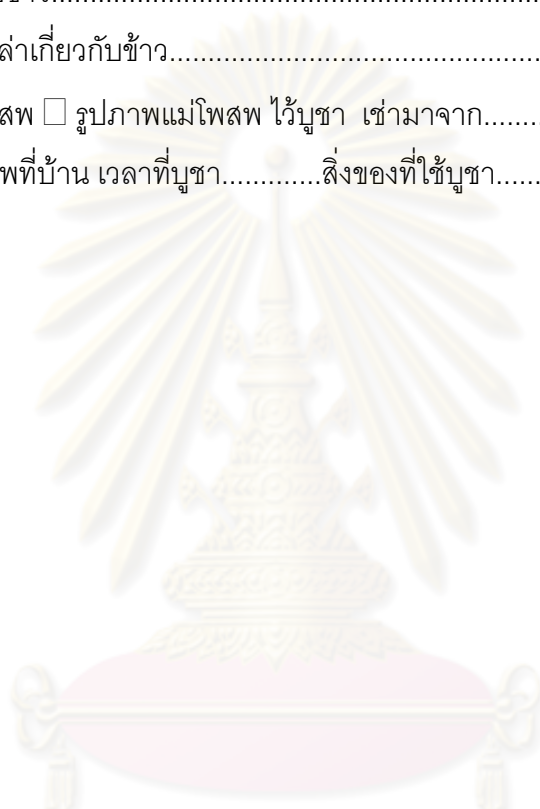 ล่าเกี่ยวกับข้าว................................................
สพ □ รูปภาพแม่โพสพ ไว้บูชา เช่ามาจาก........
พที่บ้าน เวลาที่บูชา.............สิ่งของที่ใช้บูชา......